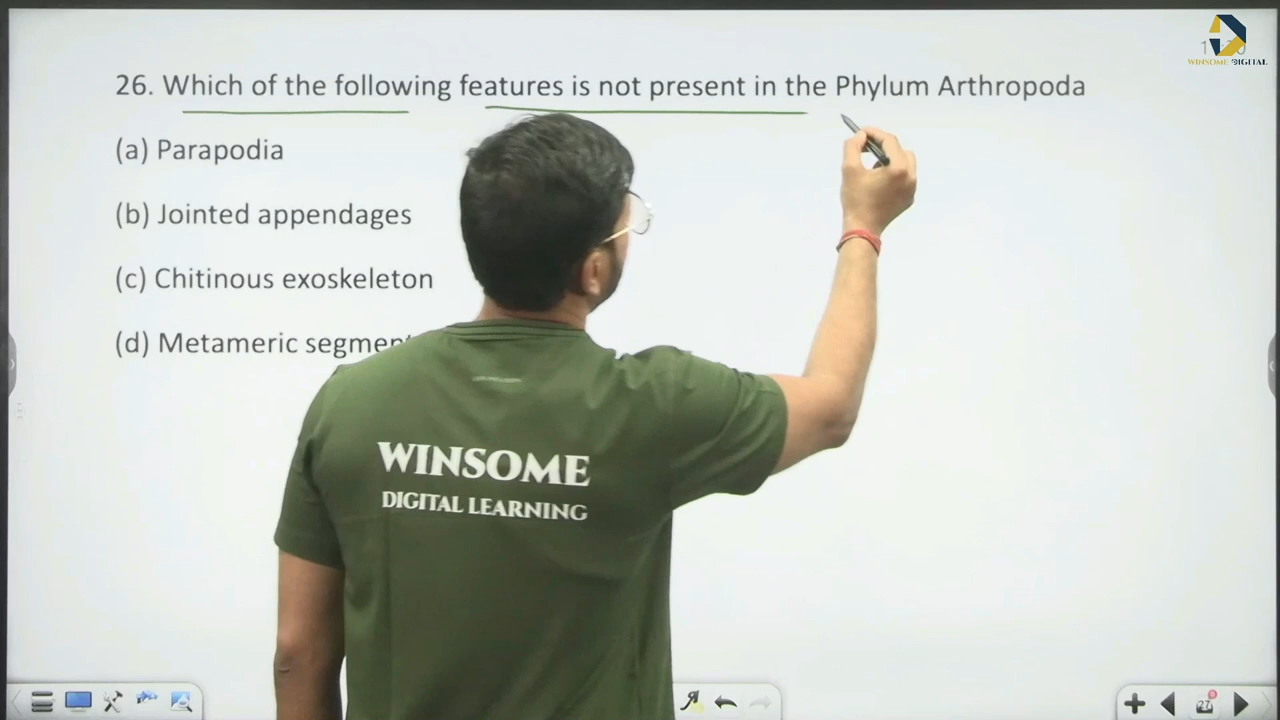 WINSOME DIGITAL
26. Which of the following features is not present in the Phylum Arthropoda
(a) Parapodia
(b) Jointed appendages
(c) Chitinous exoskeleton
(d) Metameric
WINSOME
DIGITAL LEARNING
27